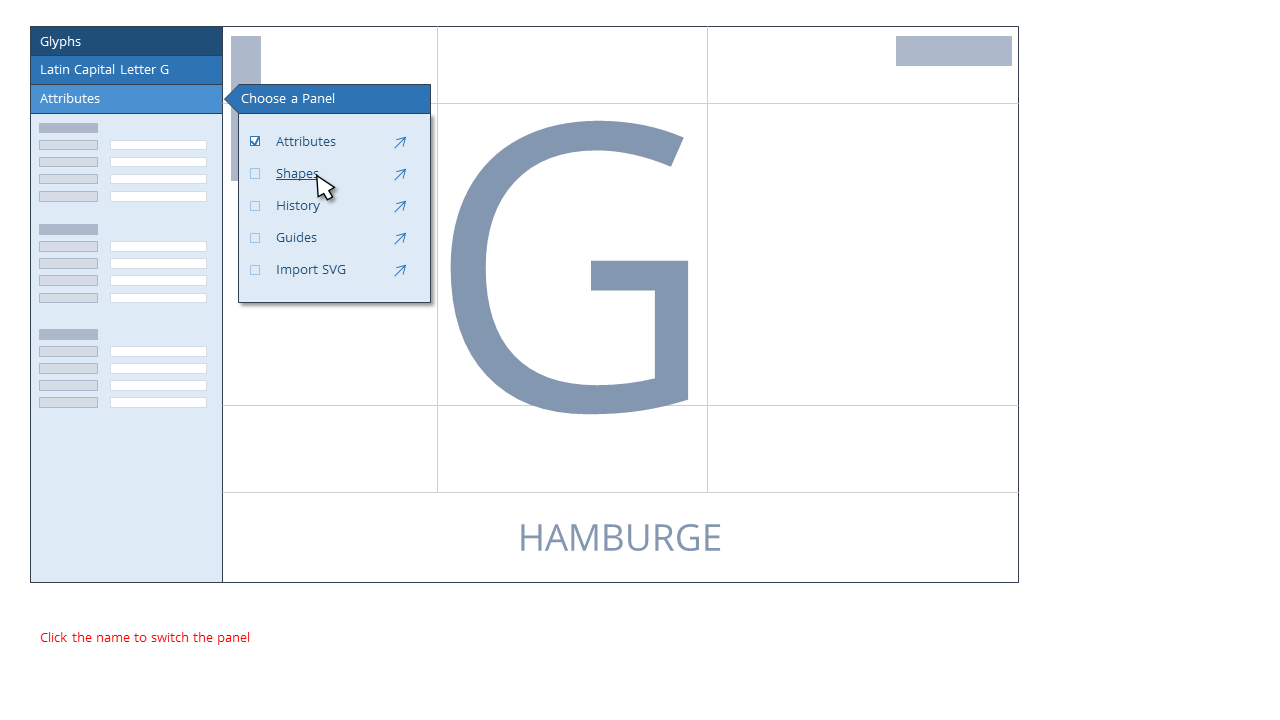 Glyphs
Latin Capital Letter G
Attributes
Choose a Panel
Attributes
Shapes
History
Guides
Import SVG
G
HAMBURGE
Click the name to switch the panel